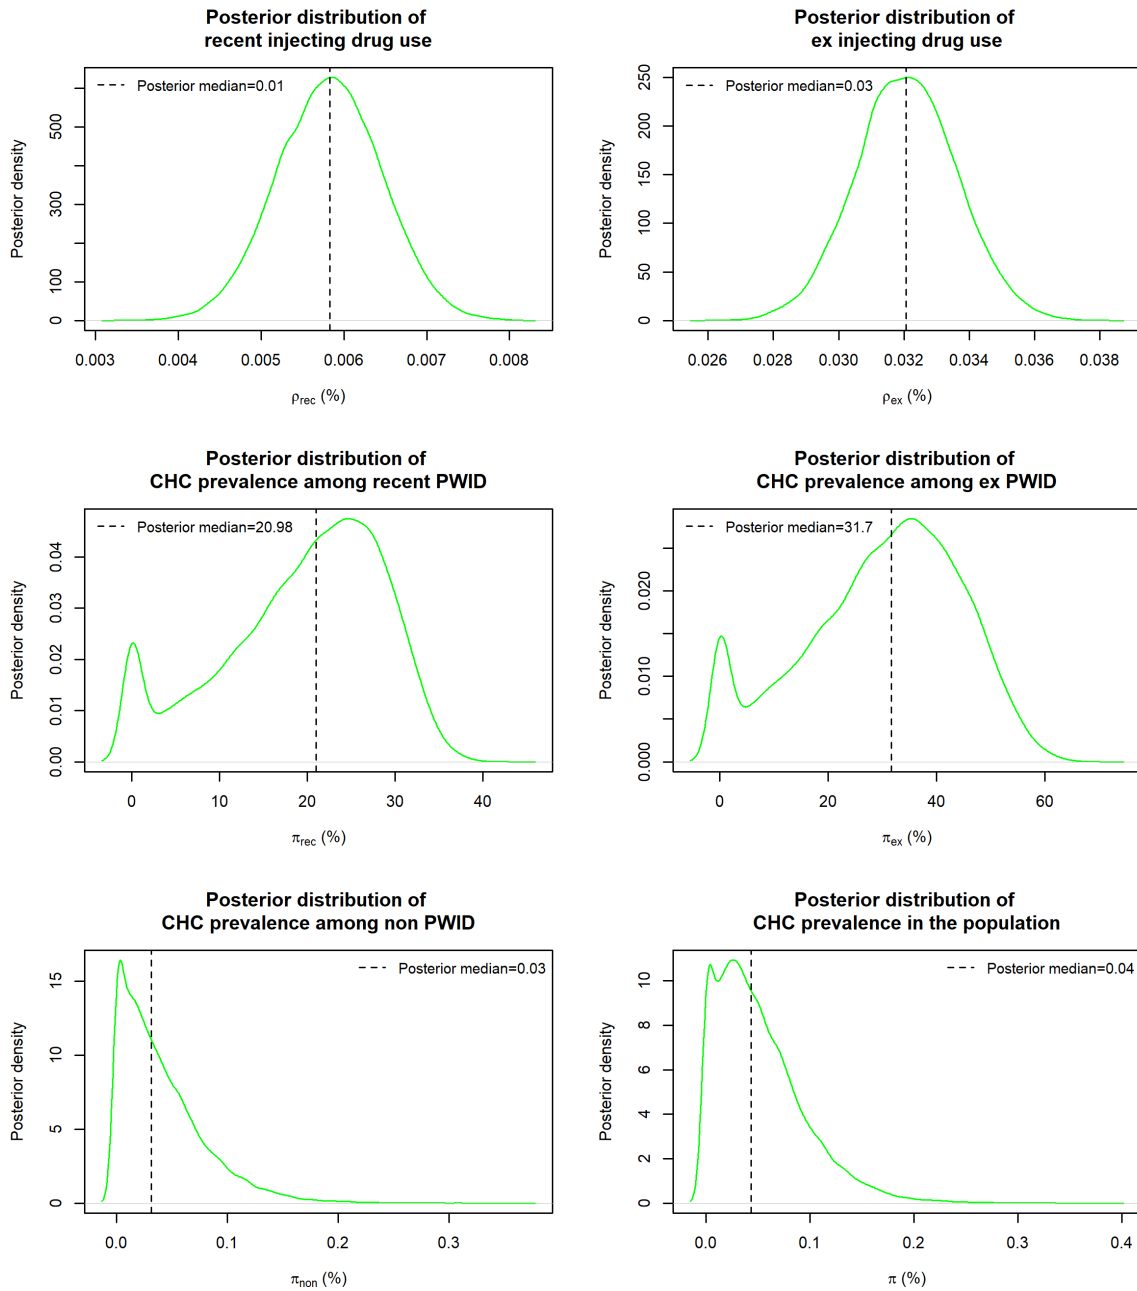 Posterior distribution of
recent injecting drug use
Posterior density
0
100
300
500
Posterior median=0.01
0.003
0.004
0.005
0.006
0.007
0.008
ρrec (%)
Posterior distribution of
ex injecting drug use
Posterior density
0
50
100
150
200
250
Posterior median=0.03
0.026
0.028
0.030
0.032
0.034
0.036
0.038
ρex (%)
Posterior distribution of
CHC prevalence among recent PWID
Posterior density
0.00
0.01
0.02
0.03
0.04
Posterior median=20.98
0
10
20
30
40
πrec (%)
Posterior distribution of
CHC prevalence among ex PWID
Posterior density
0.000
0.010
0.020
Posterior median=31.7
0
20
40
60
πex (%)
Posterior distribution of
CHC prevalence among non PWID
Posterior density
0
5
10
15
Posterior median=0.03
0.0
0.1
0.2
0.3
πnon (%)
Posterior distribution of
CHC prevalence in the population
Posterior density
0
2
4
6
8
10
Posterior median=0.04
0.0
0.1
0.2
0.3
0.4
π (%)